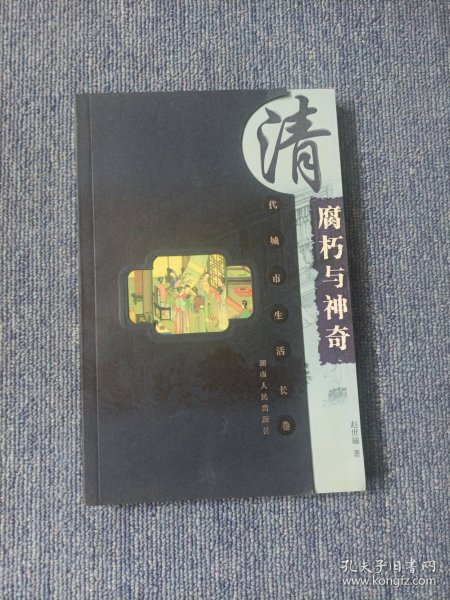 清
代城市生活长卷
腐朽与神奇
湖南人民出版社
赵世瑜 著
孔夫子旧书网
www.kongfz.com